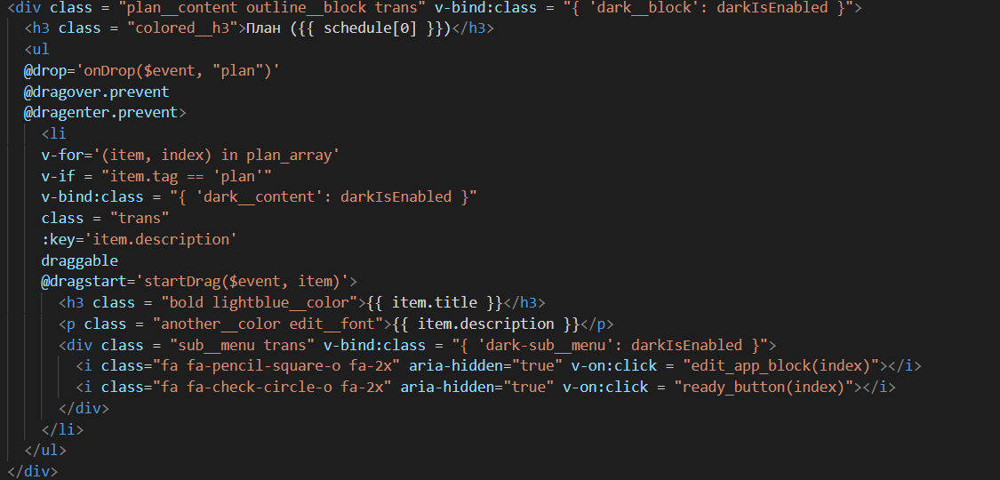 <div class = "plan__content outline__block trans" v-bind:class = "{ 'dark__block': darkIsEnabled }">
<h3 class = "colored__h3">План ({{ schedule[0] }})</h3>
<ul
@drop='onDrop($event, "plan")'
@dragover.prevent
@dragenter.prevent>
<li
v-for='(item, index) in plan_array'
v-if = "item.tag == 'plan'"
v-bind:class = "{ 'dark__content': darkIsEnabled }"
class = "trans"
:key='item.description'
draggable
@dragstart='startDrag($event, item)'>
<h3 class = "bold lightblue__color">{{ item.title }}</h3>
<p class = "another__color edit__font">{{ item.description }}</p>
<div class = "sub__menu trans" v-bind:class = "{ 'dark-sub__menu': darkIsEnabled }">
<i class="fa fa-pencil-square-o fa-2x" aria-hidden="true" v-on:click = "edit_app_block(index)"></i>
<i class="fa fa-check-circle-o fa-2x" aria-hidden="true" v-on:click = "ready_button(index)"></i>
</div>
</li>
</ul>
</div>